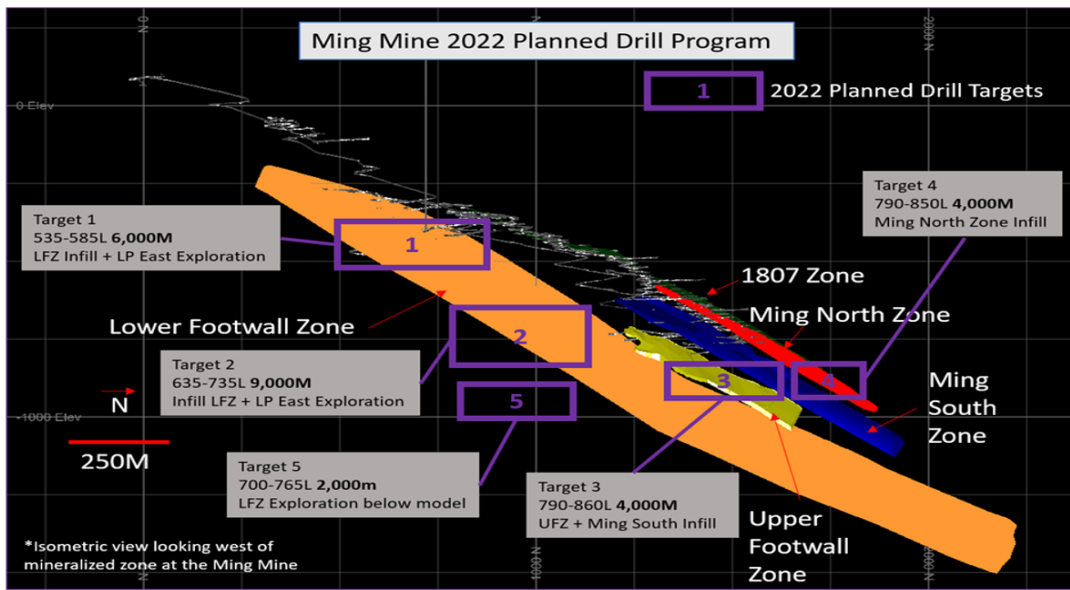 Ming Mine 2022 Planned Drill Program
0 N
2000 N
0 Elev
1
2022 Planned Drill Targets
Target 4
790-850L 4,000M
Ming North Zone Infill
Target 1
535-585L 6,000M
LFZ Infill + LP East Exploration
1
1807 Zone
Ming North Zone
Lower Footwall Zone
2
Target 2
635-735L 9,000M
Infill LFZ + LP East Exploration
3
4
5
N
-1000 Elev
Ming
South
Zone
250M
Target 5
700-765L 2,000m
LFZ Exploration below model
Target 3
790-860L 4,000M
UFZ + Ming South Infill
Upper
Footwall
Zone
*Isometric view looking west of
mineralized zone at the Ming Mine
1000 N
2000 N